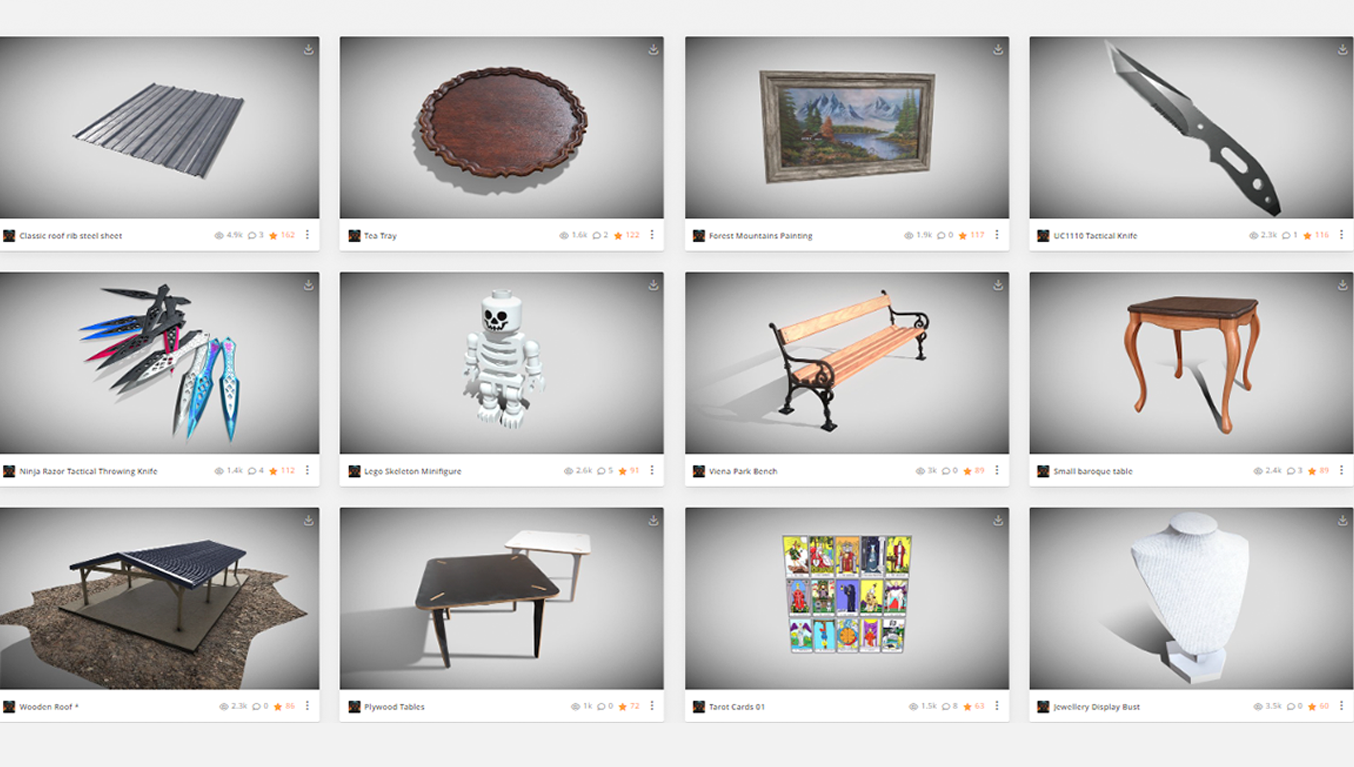 Classic roof rib steel sheet 4.9k 3 162
Tea Tray 1.6k 2 122
Forest Mountains Painting 1.9k 0 117
UC1110 Tactical Knife 2.3k 1 116
Ninja Razor Tactical Throwing Knife 1.4k 4 112
Lego Skeleton Minifigure 2.6k 5 91
Viena Park Bench 3k 0 89
Small baroque table 2.4k 3 89
Wooden Roof * 2.3k 0 86
Plywood Tables 1k 0 72
Tarot Cards 01 1.5k 8 63
Jewellery Display Bust 3.5k 0 60